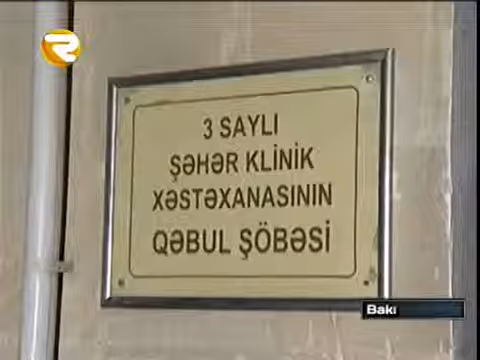 3 SAYLI
ŞƏHƏR KLİNİK
XƏSTƏXANASININ
QƏBUL ŞÖBƏSİ
Bakı